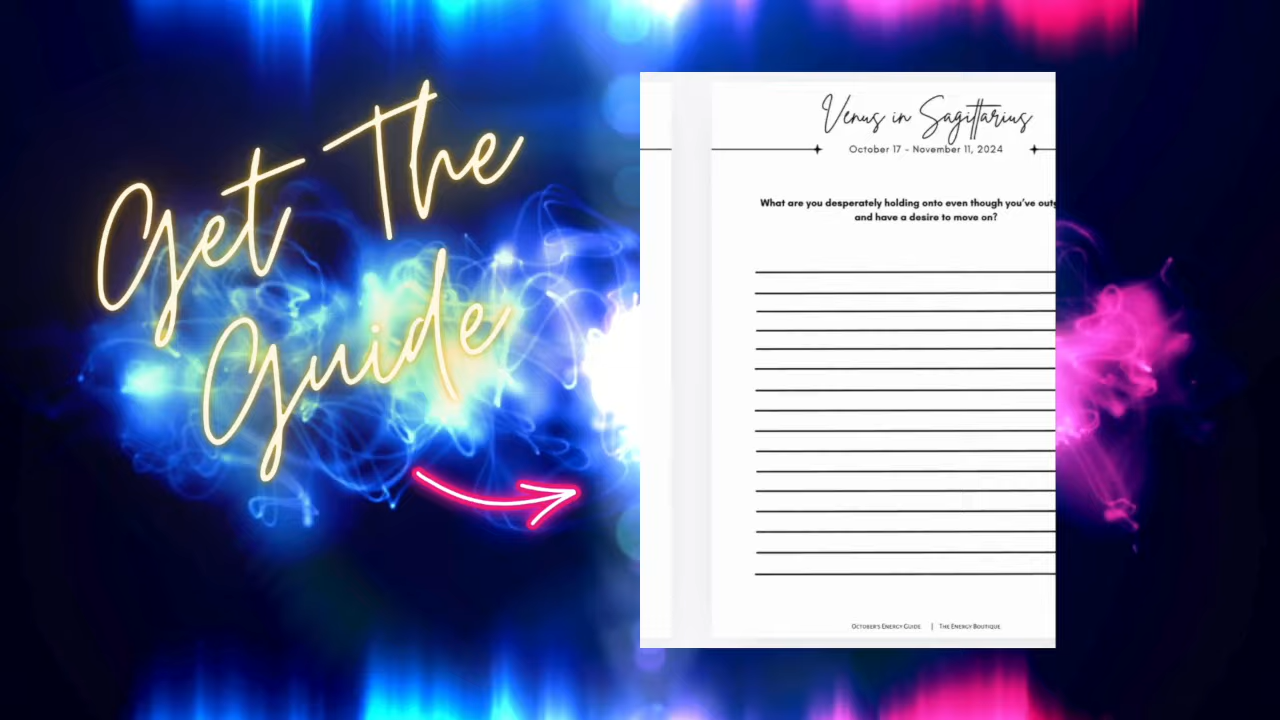 Get The
Guide
Venus in Sagittarius
October 17 - November 11, 2024
What are you desperately holding onto even though you've outg
and have a desire to move on?
October's Energy Guide | The Energy Boutique